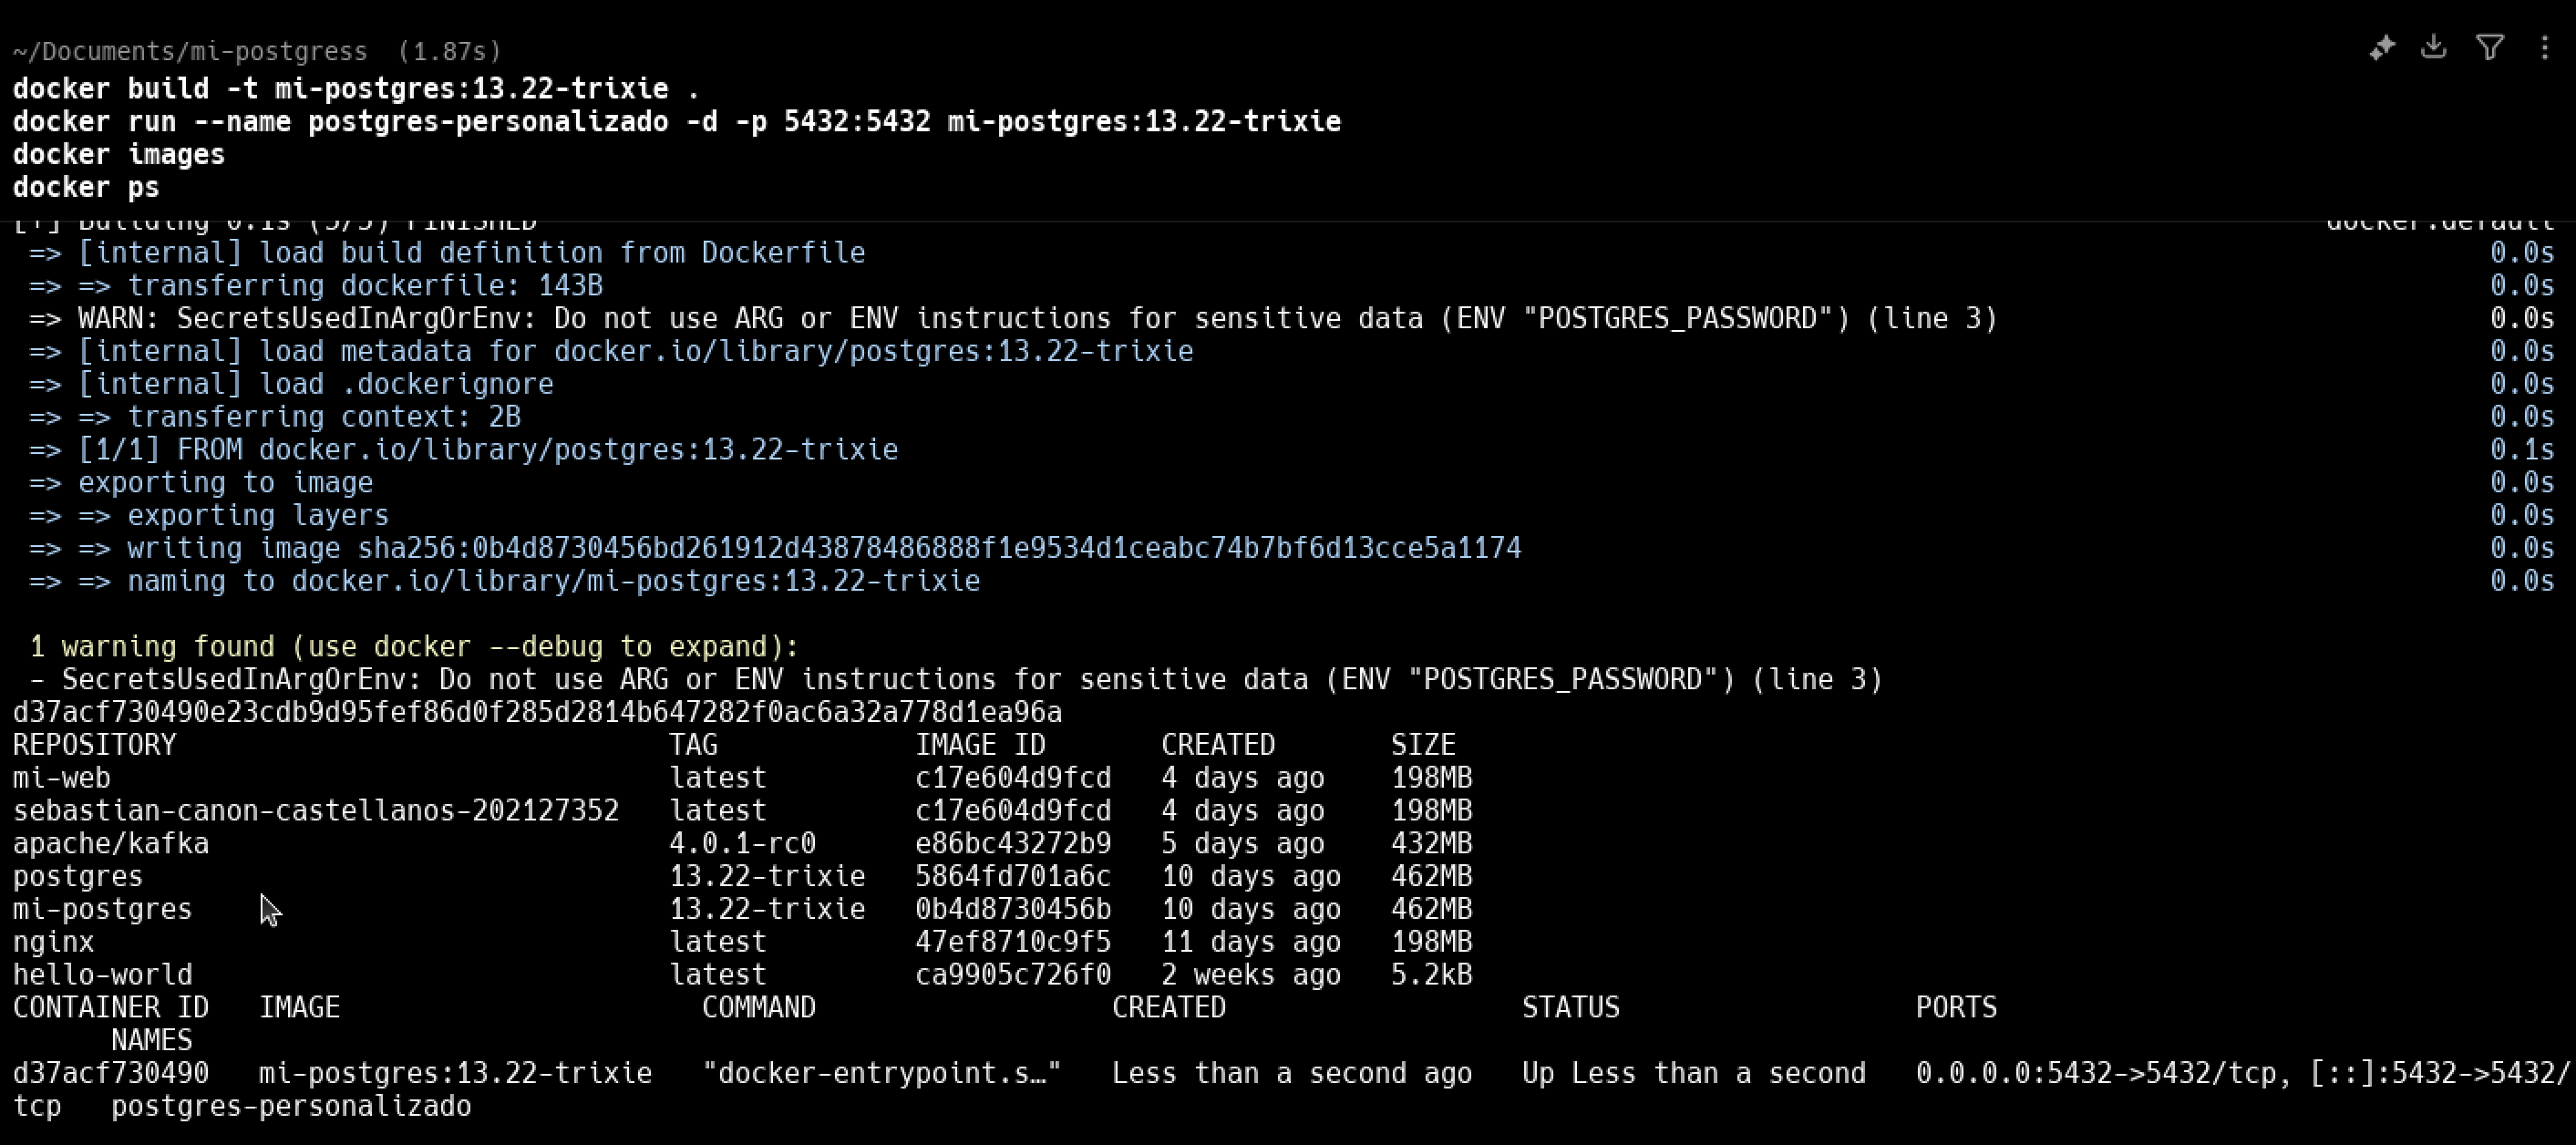 ~/Documents/mi-postgress (1.87s)
docker build -t mi-postgres:13.22-trixie .
docker run --name postgres-personalizado -d -p 5432:5432 mi-postgres:13.22-trixie
docker images
docker ps
[+] Building 0.1s (5/5) FINISHED docker:default
=> [internal] load build definition from Dockerfile 0.0s
=> => transferring dockerfile: 143B 0.0s
=> WARN: SecretsUsedInArgOrEnv: Do not use ARG or ENV instructions for sensitive data (ENV "POSTGRES_PASSWORD") (line 3) 0.0s
=> [internal] load metadata for docker.io/library/postgres:13.22-trixie 0.0s
=> [internal] load .dockerignore 0.0s
=> => transferring context: 2B 0.0s
=> [1/1] FROM docker.io/library/postgres:13.22-trixie 0.1s
=> exporting to image 0.0s
=> => exporting layers 0.0s
=> => writing image sha256:0b4d8730456bd261912d43878486888f1e9534d1ceabc74b7bf6d13cce5a1174 0.0s
=> => naming to docker.io/library/mi-postgres:13.22-trixie 0.0s
1 warning found (use docker --debug to expand):
- SecretsUsedInArgOrEnv: Do not use ARG or ENV instructions for sensitive data (ENV "POSTGRES_PASSWORD") (line 3)
d37acf730490e23cdb9d95fef86d0f285d2814b647282f0ac6a32a778d1ea96a
REPOSITORY TAG IMAGE ID CREATED SIZE
mi-web latest c17e604d9fcd 4 days ago 198MB
sebastian-canon-castellanos-202127352 latest c17e604d9fcd 4 days ago 198MB
apache/kafka 4.0.1-rc0 e86bc43272b9 5 days ago 432MB
postgres 13.22-trixie 5864fd701a6c 10 days ago 462MB
mi-postgres 13.22-trixie 0b4d8730456b 10 days ago 462MB
nginx latest 47ef8710c9f5 11 days ago 198MB
hello-world latest ca9905c726f0 2 weeks ago 5.2kB
CONTAINER ID IMAGE COMMAND CREATED STATUS PORTS
NAMES
d37acf730490 mi-postgres:13.22-trixie "docker-entrypoint.s…" Less than a second ago Up Less than a second 0.0.0.0:5432->5432/tcp, [::]:5432->5432/
tcp postgres-personalizado